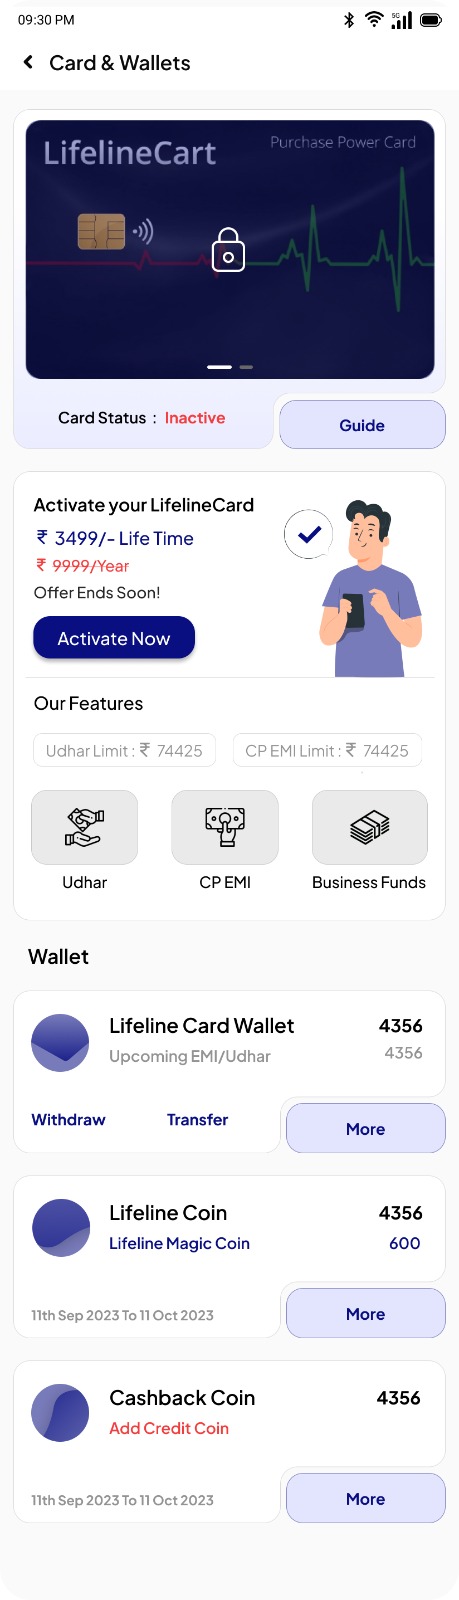 09:30 PM
5G
Card & Wallets
LifelineCart
Purchase Power Card
Card Status : Inactive
Guide
Activate your LifelineCard
₹ 3499/- Life Time
₹ 9999/Year
Offer Ends Soon!
Activate Now
Our Features
Udhar Limit : ₹ 74425
CP EMI Limit : ₹ 74425
Udhar
CP EMI
Business Funds
Wallet
Lifeline Card Wallet 4356
Upcoming EMI/Udhar 4356
Withdraw
Transfer
More
Lifeline Coin 4356
Lifeline Magic Coin 600
11th Sep 2023 To 11 Oct 2023
More
Cashback Coin 4356
Add Credit Coin
11th Sep 2023 To 11 Oct 2023
More